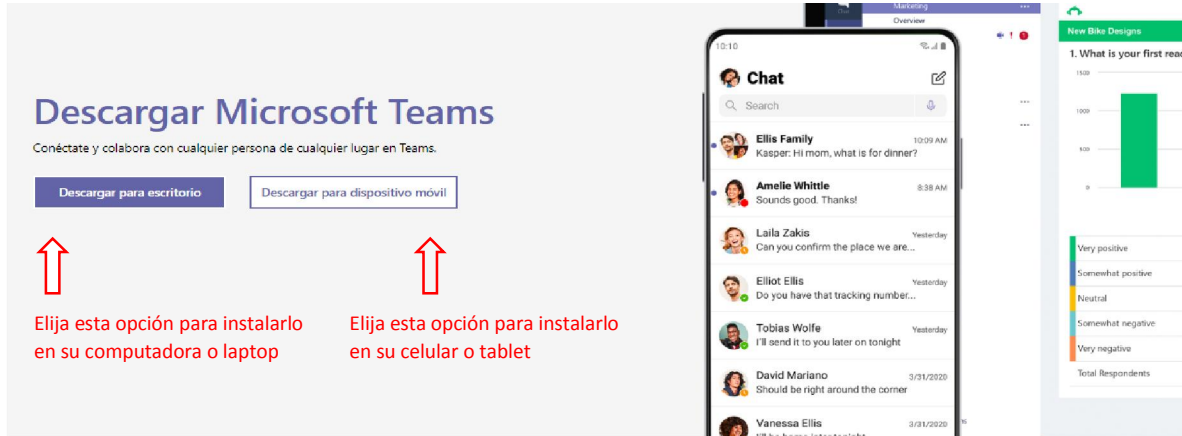 Descargar Microsoft Teams
Conéctate y colabora con cualquier persona de cualquier lugar en Teams.
Descargar para escritorio
Descargar para dispositivo móvil
Elija esta opción para instalarlo
en su computadora o laptop
Elija esta opción para instalarlo
en su celular o tablet
Chat
Marketing
Overview
10:10
Chat
Search
Ellis Family 10:09 AM
Kasper: Hi mom, what is for dinner?
Amelie Whittle 8:38 AM
Sounds good. Thanks!
Laila Zakis Yesterday
Can you confirm the place we are...
Elliot Ellis Yesterday
Do you have that tracking number...
Tobias Wolfe Yesterday
I'll send it to you later on tonight
David Mariano 3/31/2020
Should be right around the corner
Vanessa Ellis 3/31/2020
New Bike Designs
1. What is your first reac
1500
1000
500
0
Very positive
Somewhat positive
Neutral
Somewhat negative
Very negative
Total Respondents